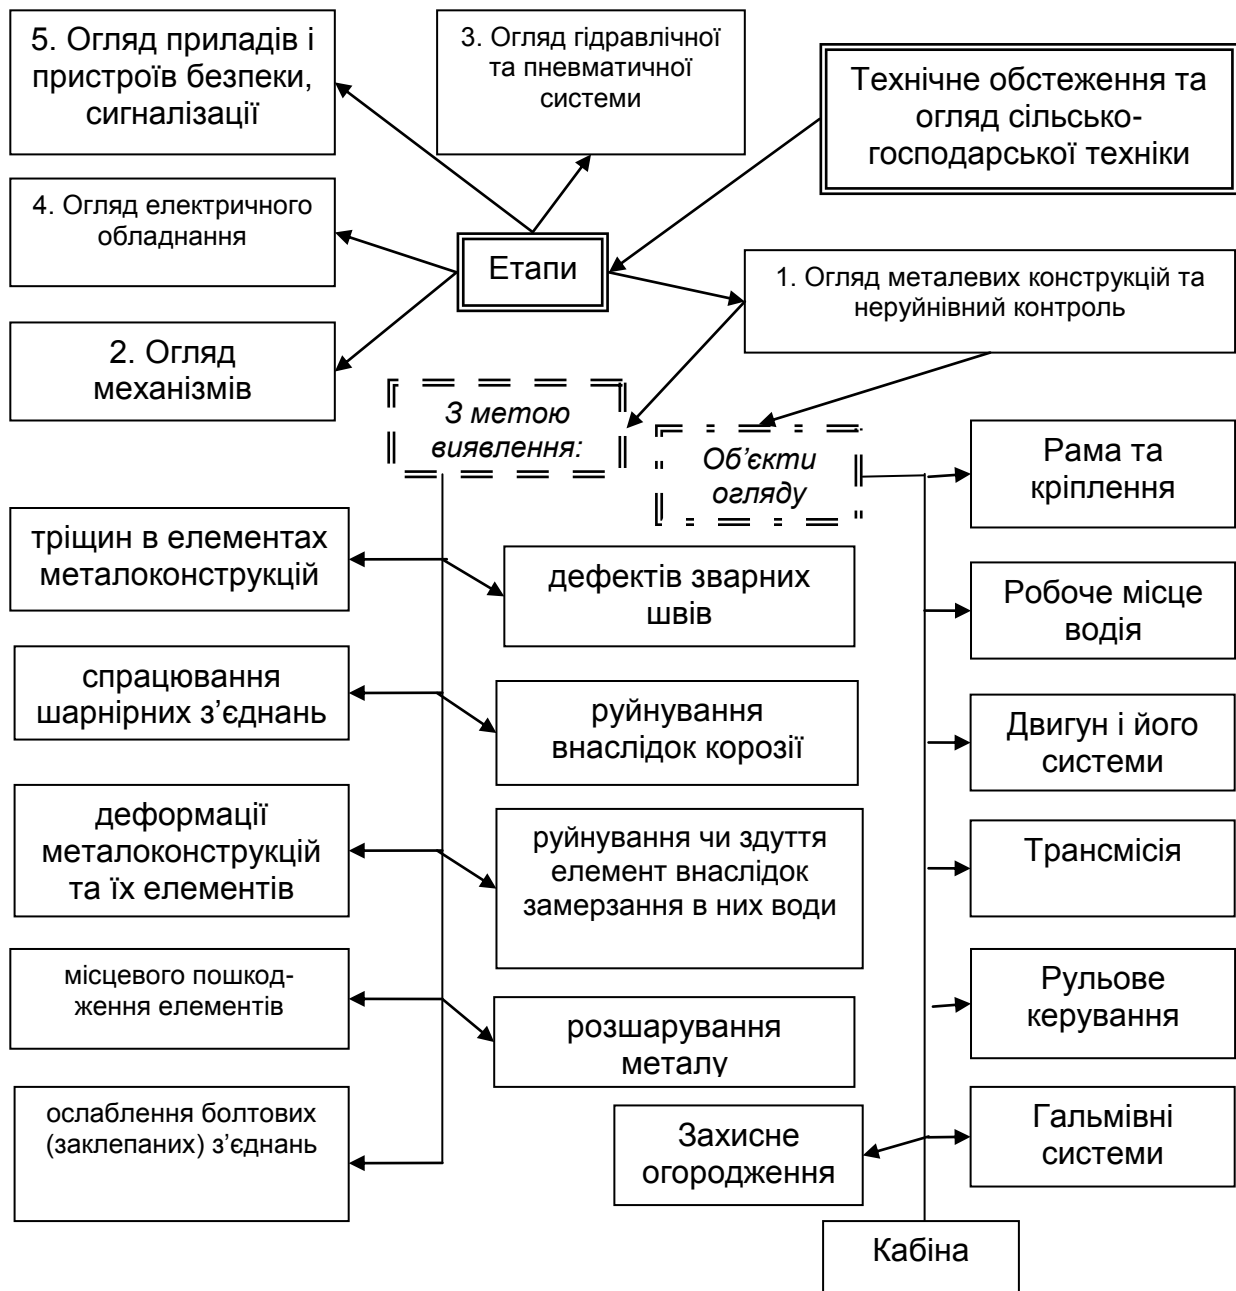 5. Огляд приладів і
пристроїв безпеки,
сигналізації
3. Огляд гідравлічної
та пневматичної
системи
Технічне обстеження та
огляд сільсько-
господарської техніки
4. Огляд електричного
обладнання
Етапи
1. Огляд металевих конструкцій та
неруйнівний контроль
2. Огляд
механізмів
З метою
виявлення:
Об’єкти
огляду
Рама та
кріплення
тріщин в елементах
металоконструкцій
дефектів зварних
швів
Робоче місце
водія
спрацювання
шарнірних з’єднань
руйнування
внаслідок корозії
Двигун і його
системи
деформації
металоконструкцій
та їх елементів
руйнування чи здуття
елемент внаслідок
замерзання в них води
Трансмісія
місцевого пошкод-
ження елементів
розшарування
металу
Рульове
керування
ослаблення болтових
(заклепаних) з’єднань
Захисне
огородження
Гальмівні
системи
Кабіна